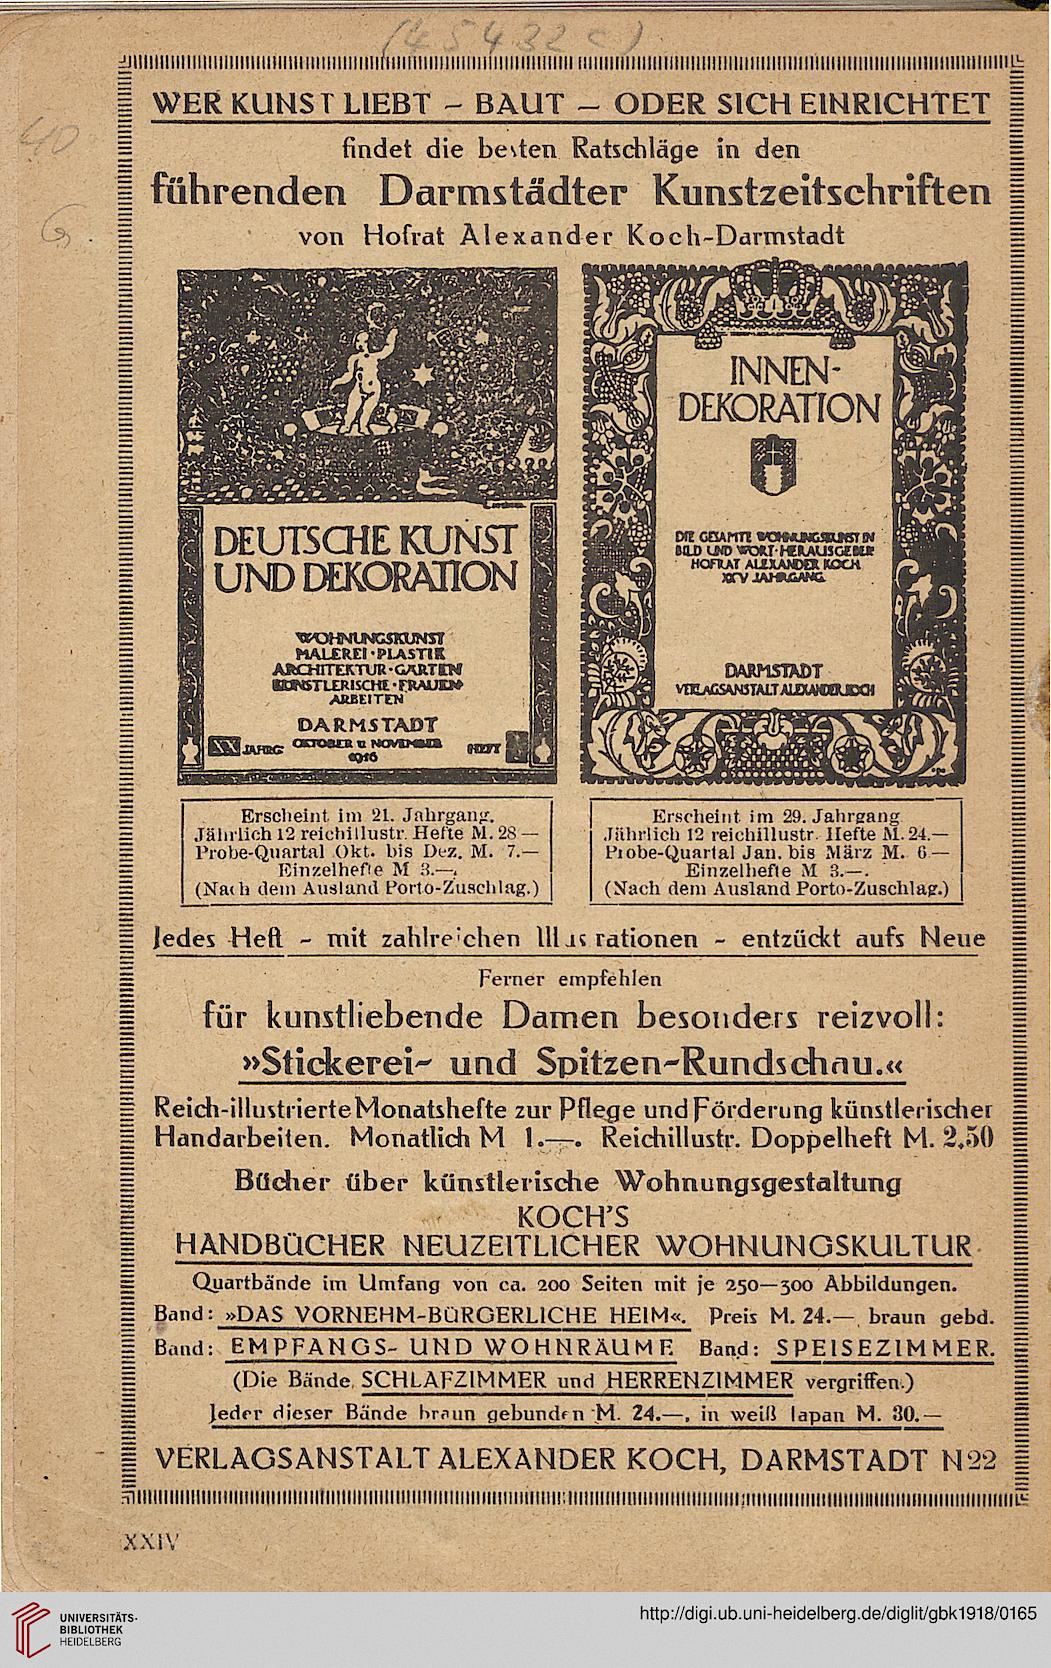 (45432c)
40
G.
WER KUNST LIEBT – BAUT – ODER SICH EINRICHTET
findet die besten Ratschläge in den
führenden Darmstädter Kunstzeitschriften
von Hofrat Alexander Koch-Darmstadt
DEUTSCHE KUNST
UND DEKORATION
WOHNUNGSKUNST
MALEREI · PLASTIK
ARCHITEKTUR · GÄRTEN
KÜNSTLERISCHE · FRAUEN
ARBEITEN
DARMSTADT
XX JAHRG. OKTOBER U NOVEMBER HEFT
1916
INNEN-
DEKORATION
DIE GESAMTE WOHNUNGSKUNST IN
BILD UND WORT · HERAUSGEBER
HOFRAT ALEXANDER KOCH
XXV JAHRGANG.
DARMSTADT
VERLAGSANSTALT ALEXANDER KOCH
Erscheint im 21. Jahrgang.
Jährlich 12 reichillustr. Hefte M. 28 —
Probe-Quartal Okt. bis Dez. M. 7.—
Einzelhefte M 3.—.
(Nach dem Ausland Porto-Zuschlag.)
Erscheint im 29. Jahrgang
Jährlich 12 reichillustr. Hefte M. 24.—
Probe-Quartal Jan. bis März M. 6 —
Einzelhefte M 3.—.
(Nach dem Ausland Porto-Zuschlag.)
Jedes Heft – mit zahlreichen Illustrationen – entzückt aufs Neue
Ferner empfehlen
für kunstliebende Damen besonders reizvoll:
»Stickerei- und Spitzen-Rundschau.«
Reich-illustrierte Monatshefte zur Pflege und Förderung künstlerischer
Handarbeiten. Monatlich M 1.—. Reichillustr. Doppelheft M. 2.50
Bücher über künstlerische Wohnungsgestaltung
KOCH'S
HANDBÜCHER NEUZEITLICHER WOHNUNGSKULTUR
Quartbände im Umfang von ca. 200 Seiten mit je 250—300 Abbildungen.
Band: »DAS VORNEHM-BÜRGERLICHE HEIM«. Preis M. 24.— braun gebd.
Band: EMPFANGS- UND WOHNRÄUME Band: SPEISEZIMMER.
(Die Bände SCHLAFZIMMER und HERRENZIMMER vergriffen.)
Jeder dieser Bände braun gebunden M. 24.—, in weiß Japan M. 30.—
VERLAGSANSTALT ALEXANDER KOCH, DARMSTADT N 22
XXIV
UNIVERSITÄTS-
BIBLIOTHEK
HEIDELBERG
http://digi.ub.uni-heidelberg.de/diglit/gbk1918/0165